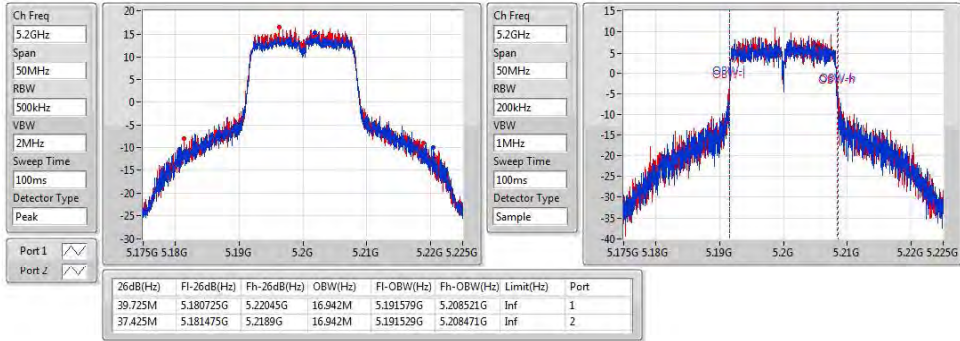 Ch Freq
5.2GHz
Span
50MHz
RBW
500kHz
VBW
2MHz
Sweep Time
100ms
Detector Type
Peak
Port 1
Port 2
20
15
10
5
0
-5
-10
-15
-20
-25
-30
5.175G 5.18G 5.19G 5.2G 5.21G 5.22G 5.225G
Ch Freq
5.2GHz
Span
50MHz
RBW
200kHz
VBW
1MHz
Sweep Time
100ms
Detector Type
Sample
15
10
5
0
-5
-10
-15
-20
-25
-30
-35
-40
OBW-l
OBW-h
5.175G 5.18G 5.19G 5.2G 5.21G 5.22G 5.225G
26dB(Hz) Fl-26dB(Hz) Fh-26dB(Hz) OBW(Hz) Fl-OBW(Hz) Fh-OBW(Hz) Limit(Hz) Port
39.725M 5.180725G 5.22045G 16.942M 5.191579G 5.208521G Inf 1
37.425M 5.181475G 5.2189G 16.942M 5.191529G 5.208471G Inf 2